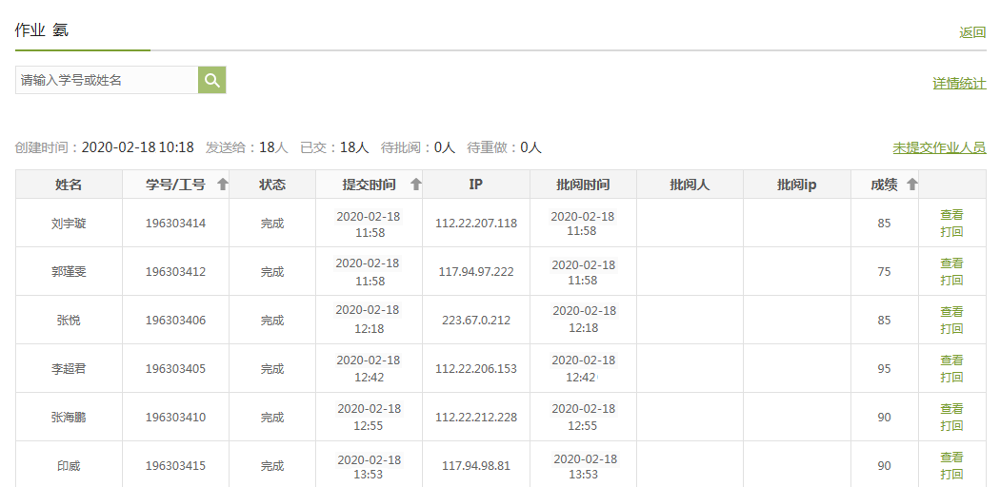 作业 氨
返回
请输入学号或姓名
详情统计
创建时间：2020-02-18 10:18 发送给：18人 已交：18人 待批阅：0人 待重做：0人
未提交作业人员
姓名 学号/工号 状态 提交时间 IP 批阅时间 批阅人 批阅ip 成绩
刘宇璇 196303414 完成 2020-02-18 11:58 112.22.207.118 2020-02-18 11:58 85 查看 打回
郭瑾雯 196303412 完成 2020-02-18 11:58 117.94.97.222 2020-02-18 11:58 75 查看 打回
张悦 196303406 完成 2020-02-18 12:18 223.67.0.212 2020-02-18 12:18 85 查看 打回
李超君 196303405 完成 2020-02-18 12:42 112.22.206.153 2020-02-18 12:42 95 查看 打回
张海鹏 196303410 完成 2020-02-18 12:55 112.22.212.228 2020-02-18 12:55 90 查看 打回
印威 196303415 完成 2020-02-18 13:53 117.94.98.81 2020-02-18 13:53 90 查看 打回